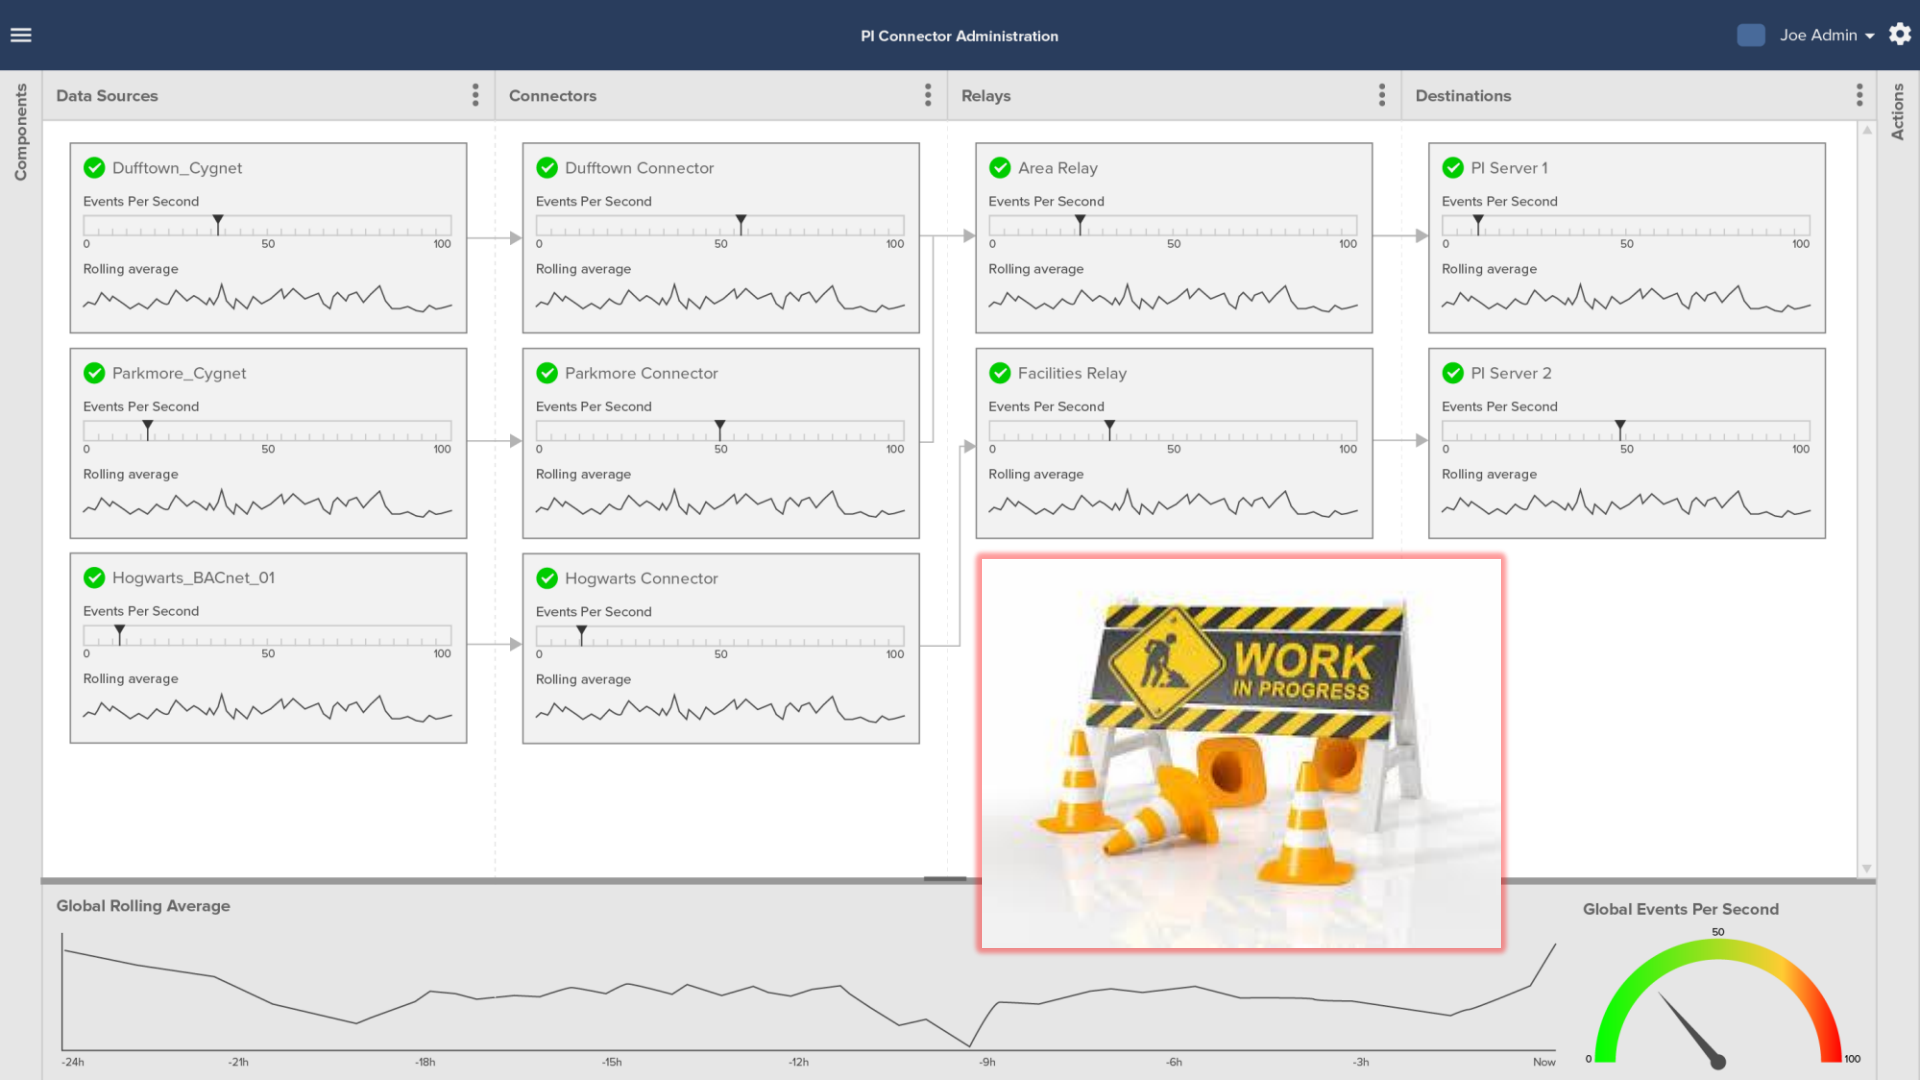 PI Connector Administration
Joe Admin
Components
Data Sources
Connectors
Relays
Destinations
Actions
Dufftown_Cygnet
Events Per Second
0 50 100
Rolling average
Dufftown Connector
Events Per Second
0 50 100
Rolling average
Area Relay
Events Per Second
0 50 100
Rolling average
PI Server 1
Events Per Second
0 50 100
Rolling average
Parkmore_Cygnet
Events Per Second
0 50 100
Rolling average
Parkmore Connector
Events Per Second
0 50 100
Rolling average
Facilities Relay
Events Per Second
0 50 100
Rolling average
PI Server 2
Events Per Second
0 50 100
Rolling average
Hogwarts_BACnet_01
Events Per Second
0 50 100
Rolling average
Hogwarts Connector
Events Per Second
0 50 100
Rolling average
WORK
IN PROGRESS
Global Rolling Average
-24h -21h -18h -15h -12h -9h -6h -3h Now
Global Events Per Second
50
0 100